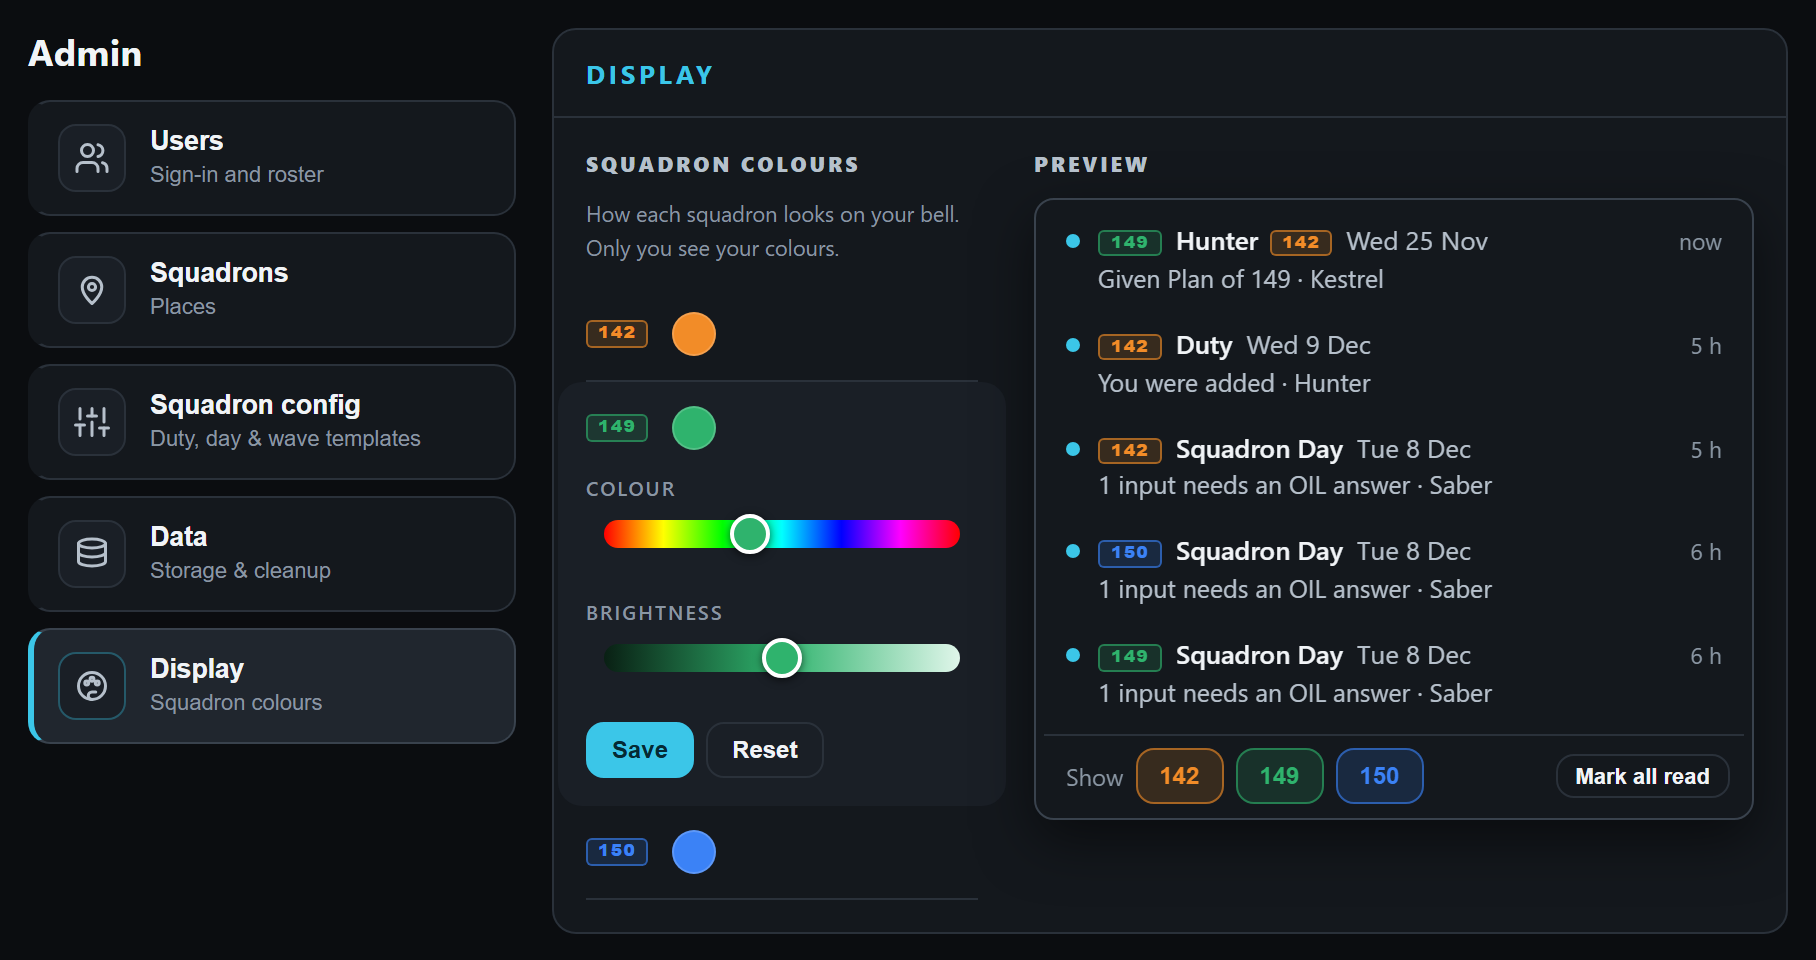 Admin
Users
Sign-in and roster
Squadrons
Places
Squadron config
Duty, day & wave templates
Data
Storage & cleanup
Display
Squadron colours
DISPLAY
SQUADRON COLOURS
How each squadron looks on your bell.
Only you see your colours.
142
149
COLOUR
BRIGHTNESS
Save Reset
150
PREVIEW
149 Hunter 142 Wed 25 Nov now
Given Plan of 149 · Kestrel
142 Duty Wed 9 Dec 5 h
You were added · Hunter
142 Squadron Day Tue 8 Dec 5 h
1 input needs an OIL answer · Saber
150 Squadron Day Tue 8 Dec 6 h
1 input needs an OIL answer · Saber
149 Squadron Day Tue 8 Dec 6 h
1 input needs an OIL answer · Saber
Show 142 149 150 Mark all read